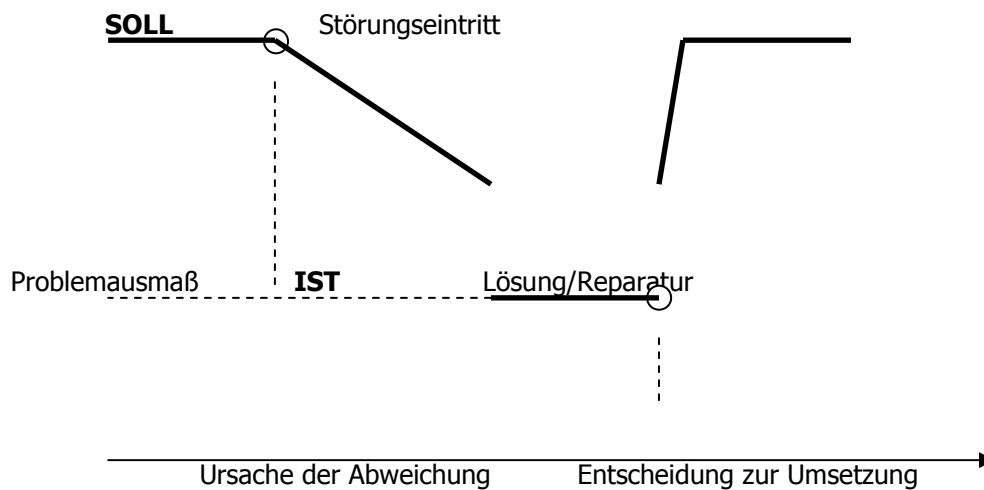 SOLL Störungseintritt
Problemausmaß IST Lösung/Reparatur
Ursache der Abweichung Entscheidung zur Umsetzung